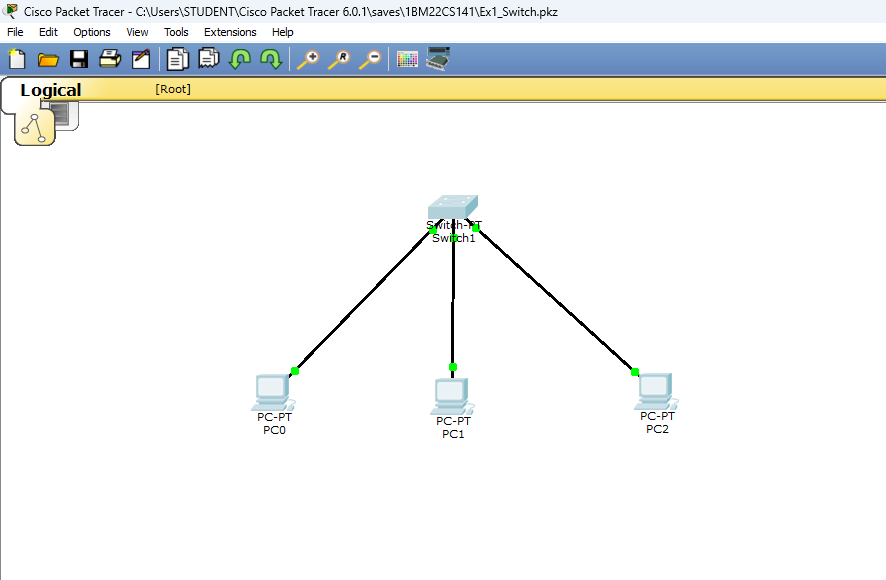 Cisco Packet Tracer - C:\Users\STUDENT\Cisco Packet Tracer 6.0.1\saves\1BM22CS141\Ex1_Switch.pkz
File Edit Options View Tools Extensions Help
R
Logical [Root]
Switch-PT
Switch1
PC-PT
PC0
PC-PT
PC1
PC-PT
PC2